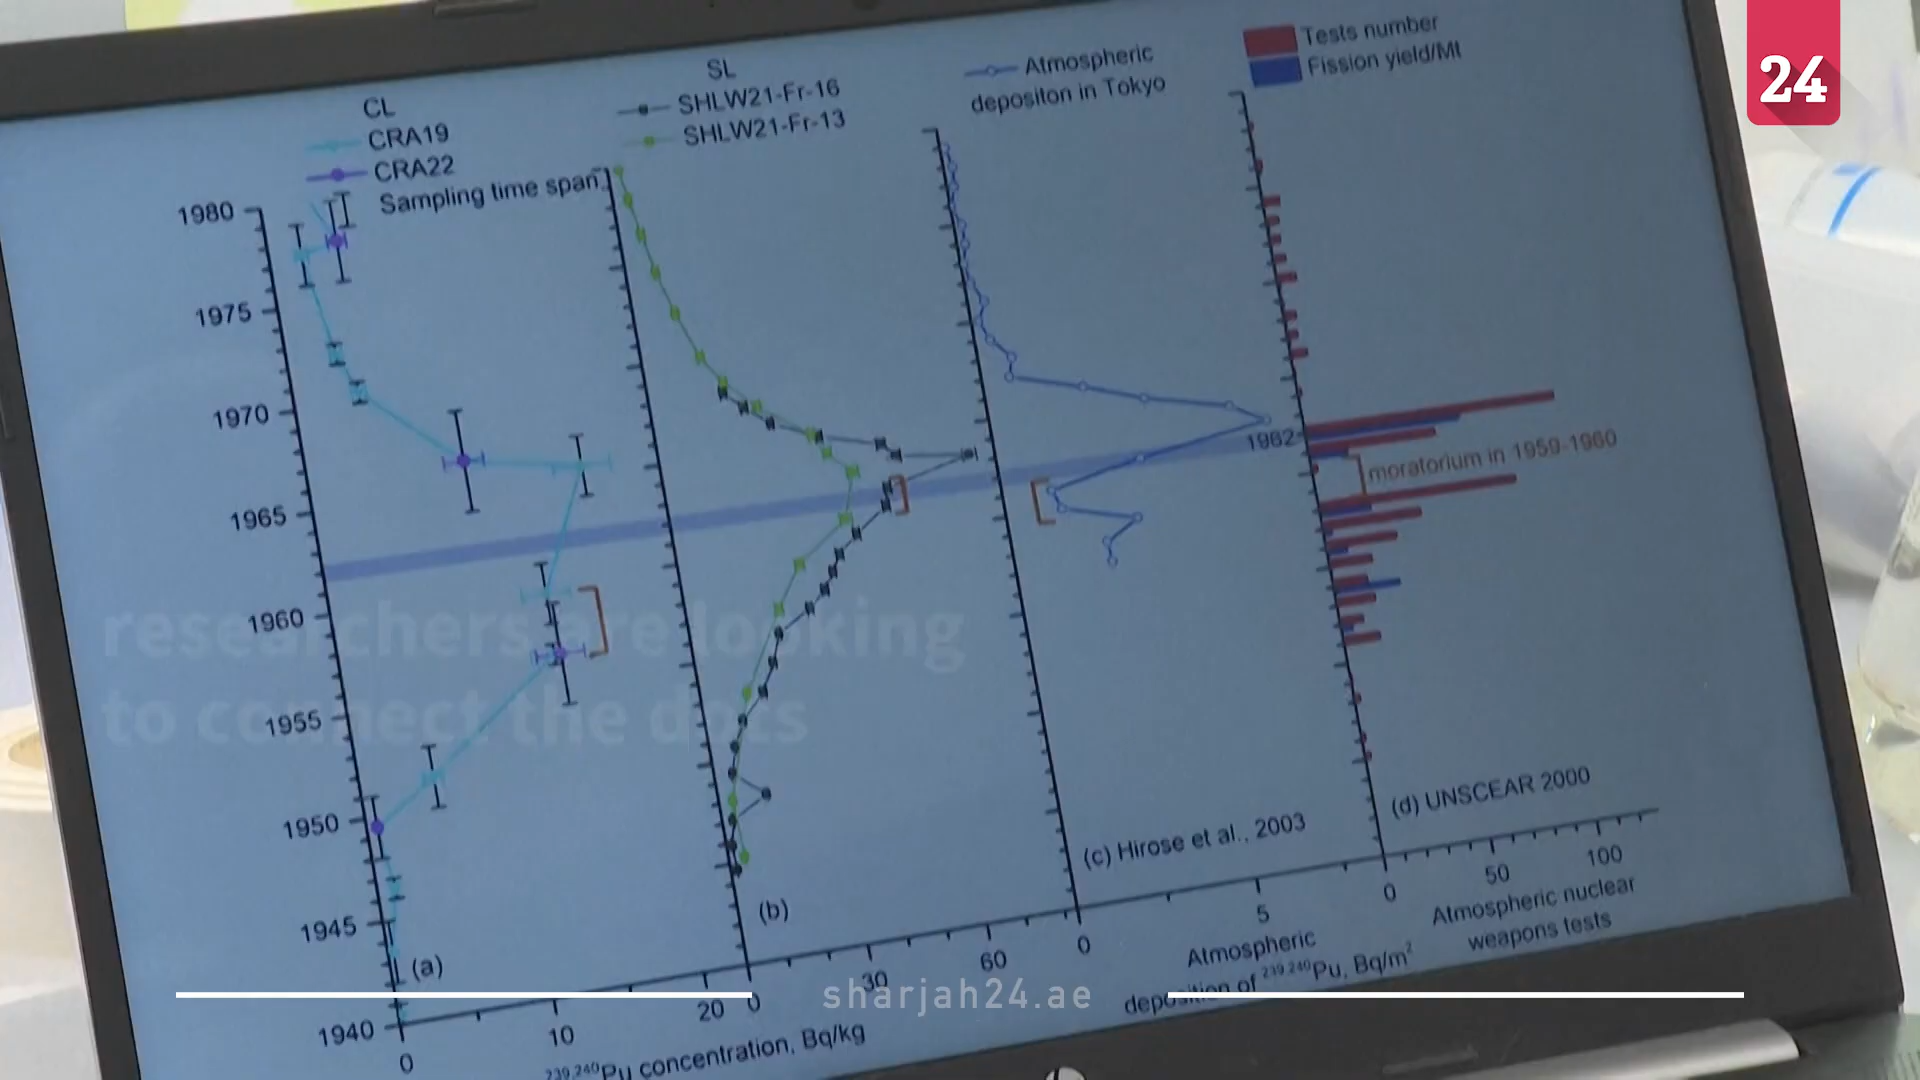 24
Tests number
Fission yield/Mt
Atmospheric
depositon in Tokyo
SL
SHLW21-Fr-16
SHLW21-Fr-13
CL
CRA19
CRA22
Sampling time span
1980
1975
1970
1965
1960
1955
1950
1945
1940
1962
moratorium in 1959-1960
researchers are looking
to connect the dots
(a)
(b)
(c) Hirose et al., 2003
(d) UNSCEAR 2000
0
10
20
0
30
60
0
5
0
50
100
239,240Pu concentration, Bq/kg
Atmospheric
deposition of 239,240Pu, Bq/m2
Atmospheric nuclear
weapons tests
sharjah24.ae